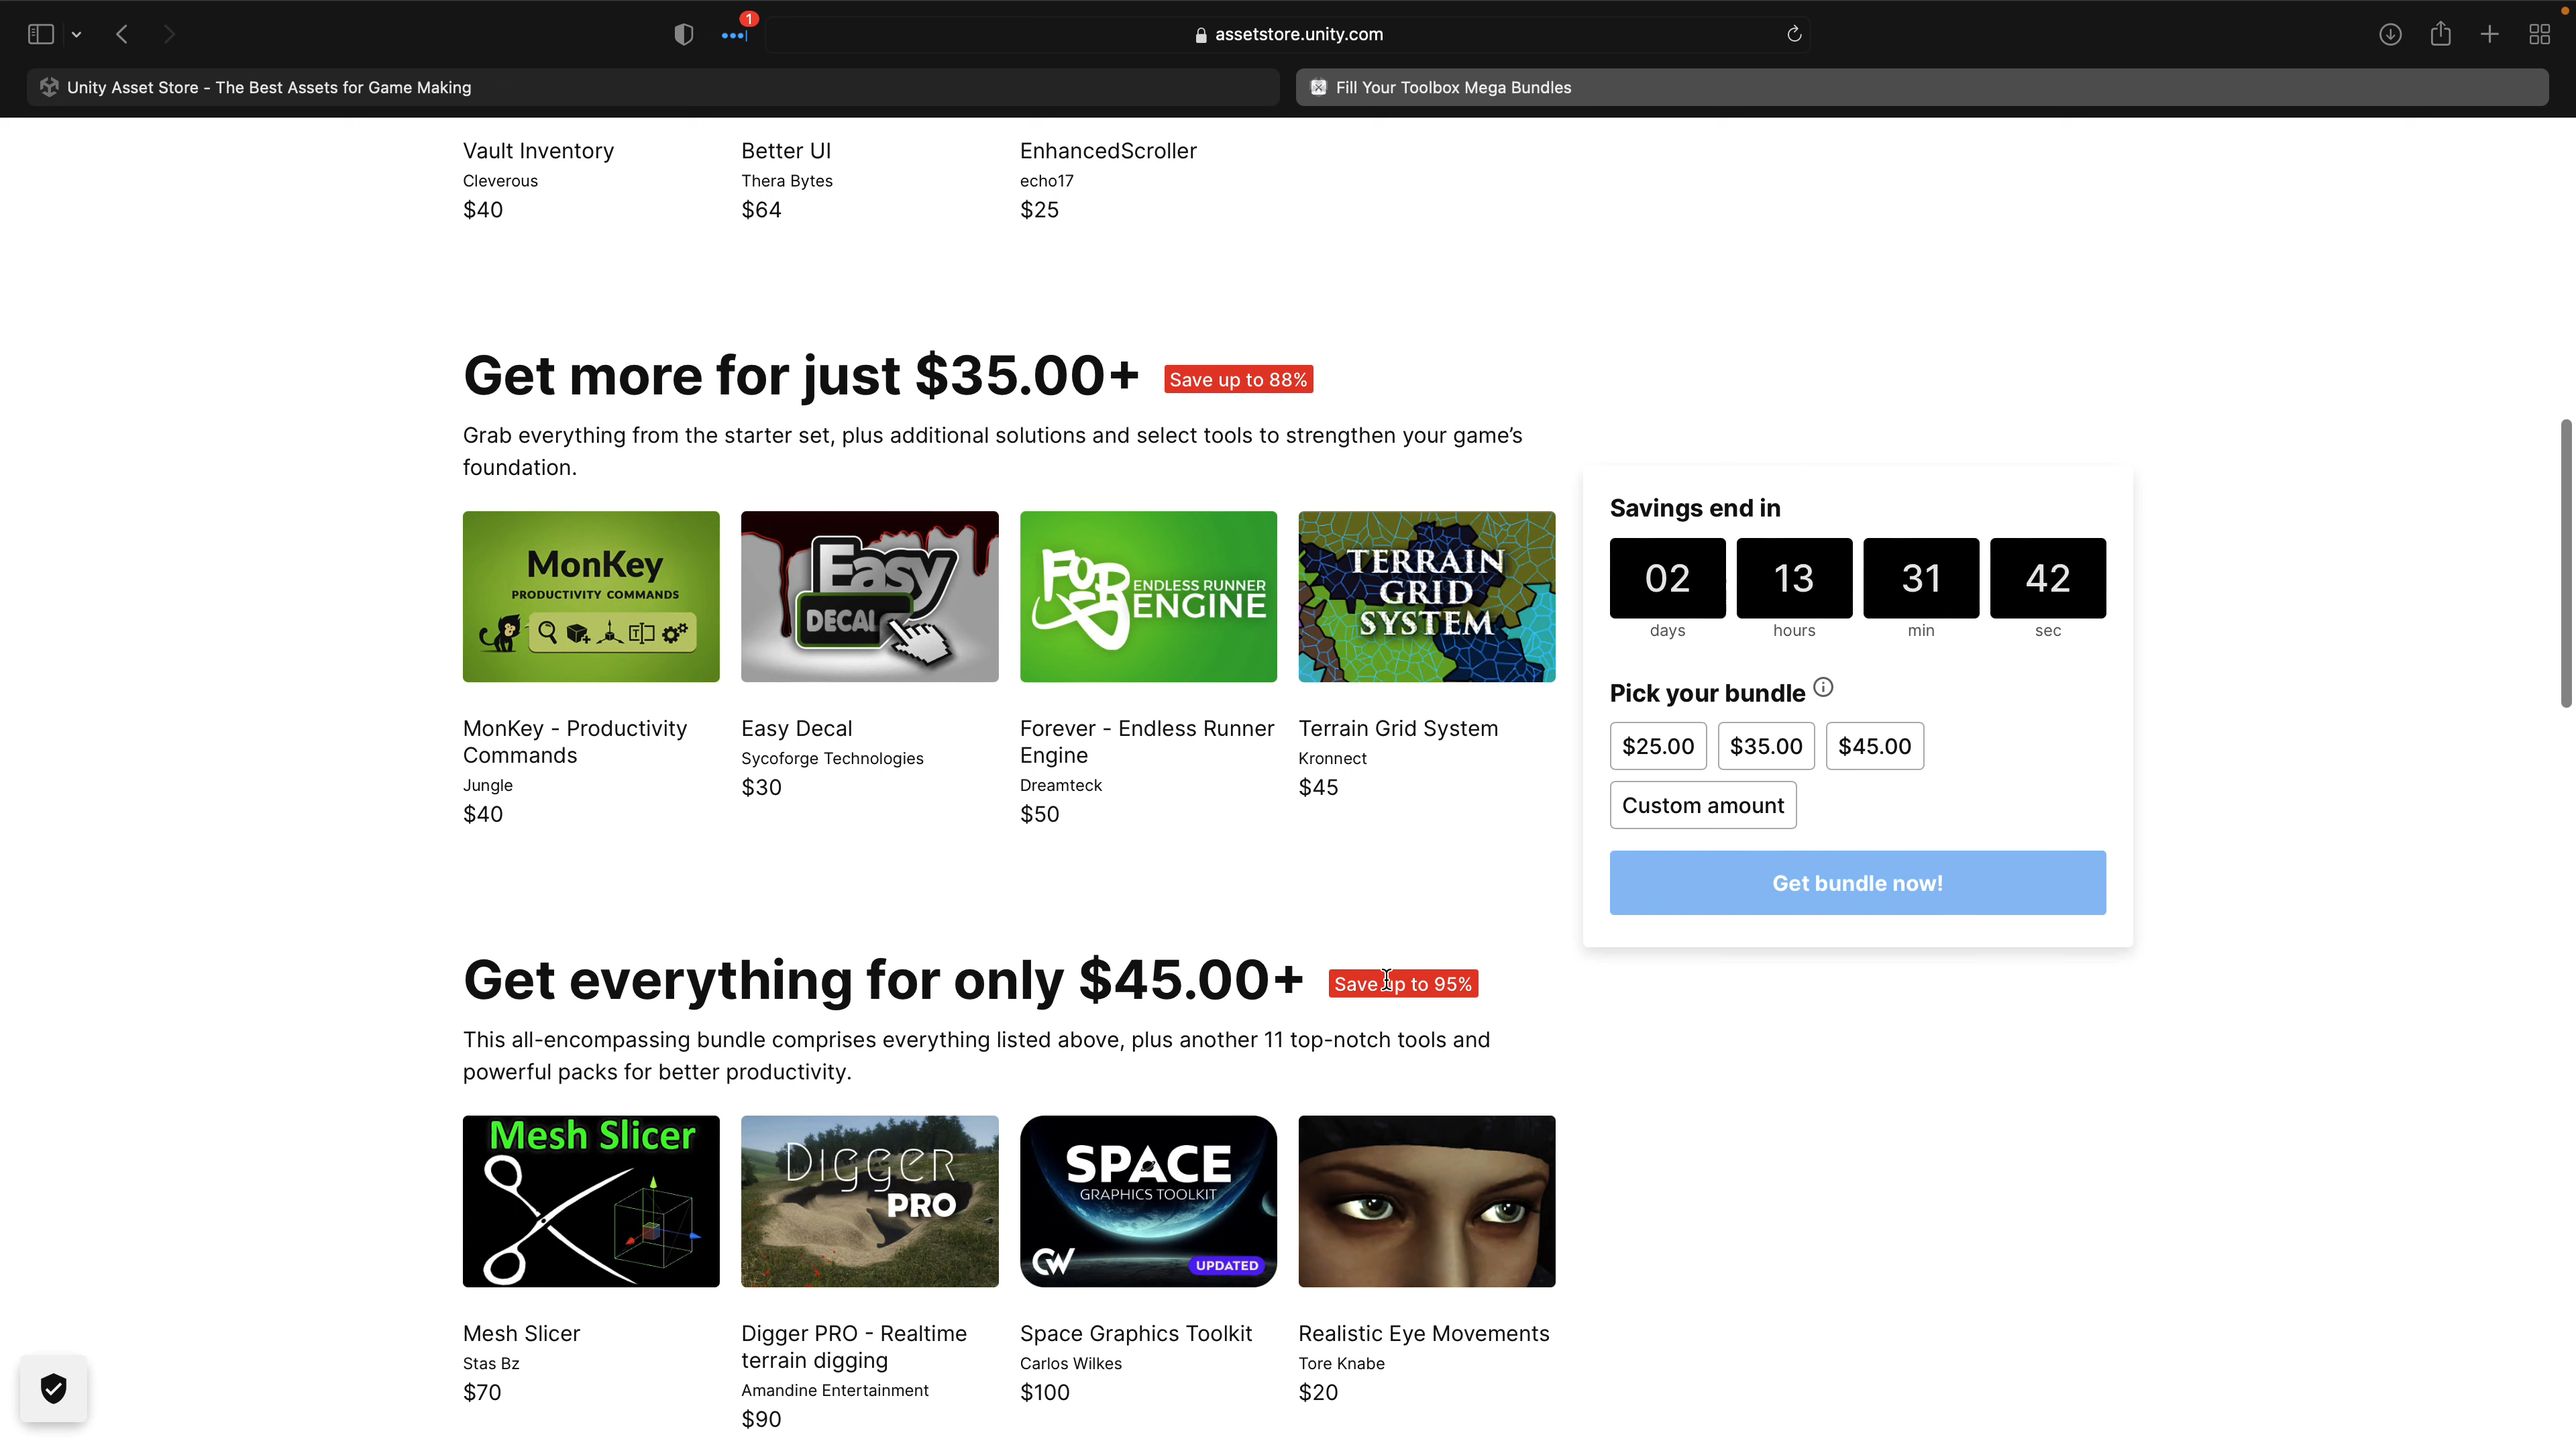 1
assetstore.unity.com
Unity Asset Store - The Best Assets for Game Making
Fill Your Toolbox Mega Bundles
Vault Inventory
Cleverous
$40
Better UI
Thera Bytes
$64
EnhancedScroller
echo17
$25
Get more for just $35.00+
Save up to 88%
Grab everything from the starter set, plus additional solutions and select tools to strengthen your game’s
foundation.
MonKey
PRODUCTIVITY COMMANDS
MonKey - Productivity
Commands
Jungle
$40
Easy
DECAL
Easy Decal
Sycoforge Technologies
$30
FOREVER
ENDLESS RUNNER
ENGINE
Forever - Endless Runner
Engine
Dreamteck
$50
TERRAIN
GRID
SYSTEM
Terrain Grid System
Kronnect
$45
Savings end in
02 13 31 42
days hours min sec
Pick your bundle
$25.00 $35.00 $45.00
Custom amount
Get bundle now!
Get everything for only $45.00+
Save up to 95%
This all-encompassing bundle comprises everything listed above, plus another 11 top-notch tools and
powerful packs for better productivity.
Mesh Slicer
Mesh Slicer
Stas Bz
$70
DIGGER
PRO
Digger PRO - Realtime
terrain digging
Amandine Entertainment
$90
SPACE
GRAPHICS TOOLKIT
CW
UPDATED
Space Graphics Toolkit
Carlos Wilkes
$100
Realistic Eye Movements
Tore Knabe
$20